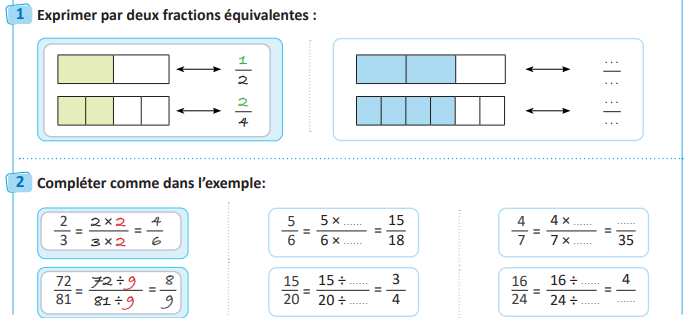 1 Exprimer par deux fractions équivalentes :
1/2
2/4
.../...
.../...
2 Compléter comme dans l'exemple:
2/3 = 2 × 2/3 × 2 = 4/6
5/6 = 5 × ....../6 × ...... = 15/18
4/7 = 4 × ....../7 × ...... = ....../35
72/81 = 72 ÷ 9/81 ÷ 9 = 8/9
15/20 = 15 ÷ ....../20 ÷ ...... = 3/4
16/24 = 16 ÷ ....../24 ÷ ...... = 4/......